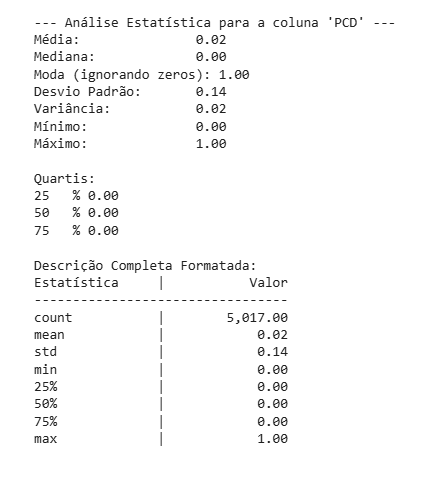 --- Análise Estatística para a coluna 'PCD' ---
Média: 0.02
Mediana: 0.00
Moda (ignorando zeros): 1.00
Desvio Padrão: 0.14
Variância: 0.02
Mínimo: 0.00
Máximo: 1.00
Quartis:
25 % 0.00
50 % 0.00
75 % 0.00
Descrição Completa Formatada:
Estatística | Valor
---------------------------------
count | 5,017.00
mean | 0.02
std | 0.14
min | 0.00
25% | 0.00
50% | 0.00
75% | 0.00
max | 1.00